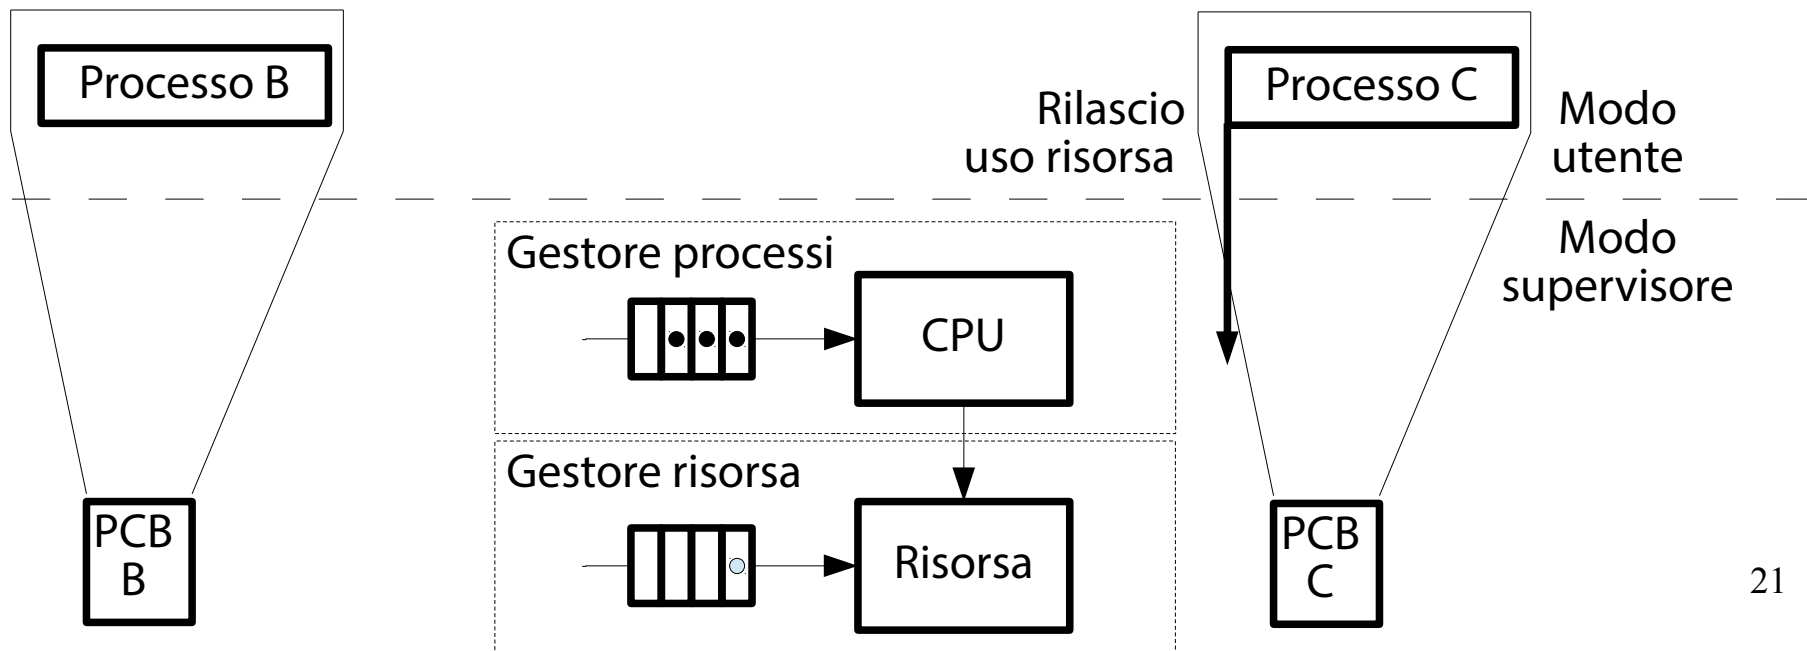 Processo B
Processo C
Rilascio
uso risorsa
Modo
utente
Modo
supervisore
Gestore processi
CPU
Gestore risorsa
Risorsa
PCB
B
PCB
C
21